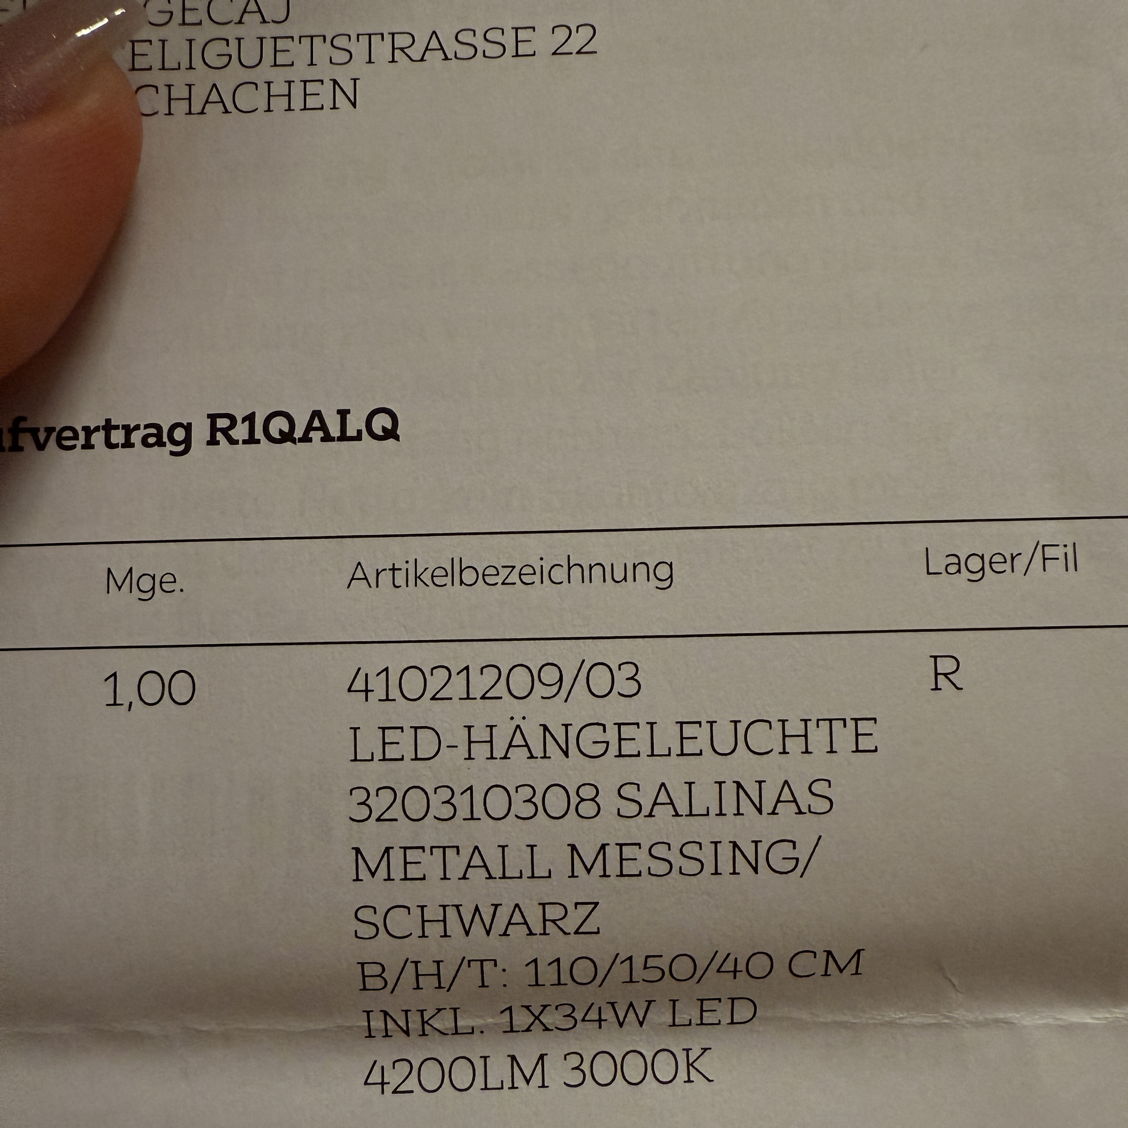 GECAJ
ELIGUETSTRASSE 22
CHACHEN
fvertrag R1QALQ
Mge. Artikelbezeichnung Lager/Fil
1,00 41021209/03 R
LED-HÄNGELEUCHTE
320310308 SALINAS
METALL MESSING/
SCHWARZ
B/H/T: 110/150/40 CM
INKL. 1X34W LED
4200LM 3000K